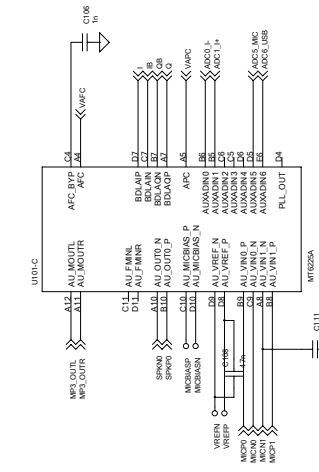 U101-C
MT6225A
C106
1n
VAFC
I
IB
QB
Q
VAPC
ADC0_I-
ADC1_I+
ADC5_MIC
ADC6_USB
C4
A4
D7
C7
B7
A7
A5
B6
B5
C6
C5
D6
D5
E6
D4
AFC_BYP
AFC
BDLAIP
BDLAIN
BDLAQN
BDLAQP
APC
AUXADIN0
AUXADIN1
AUXADIN2
AUXADIN3
AUXADIN4
AUXADIN5
AUXADIN6
PLL_OUT
AU_MOUTL
AU_MOUTR
AU_FMINL
AU_FMINR
AU_OUT0_N
AU_OUT0_P
AU_MICBIAS_P
AU_MICBIAS_N
AU_VREF_N
AU_VREF_P
AU_VIN0_P
AU_VIN0_N
AU_VIN1_N
AU_VIN1_P
A12
A11
C11
D11
A10
B10
C10
D10
D9
D8
B9
C9
A8
B8
MP3_OUTL
MP3_OUTR
SPKN0
SPKP0
MICBIASP
MICBIASN
VREFN
VREFP
C108
47n
MICP0
MICN0
MICN1
MICP1
C111